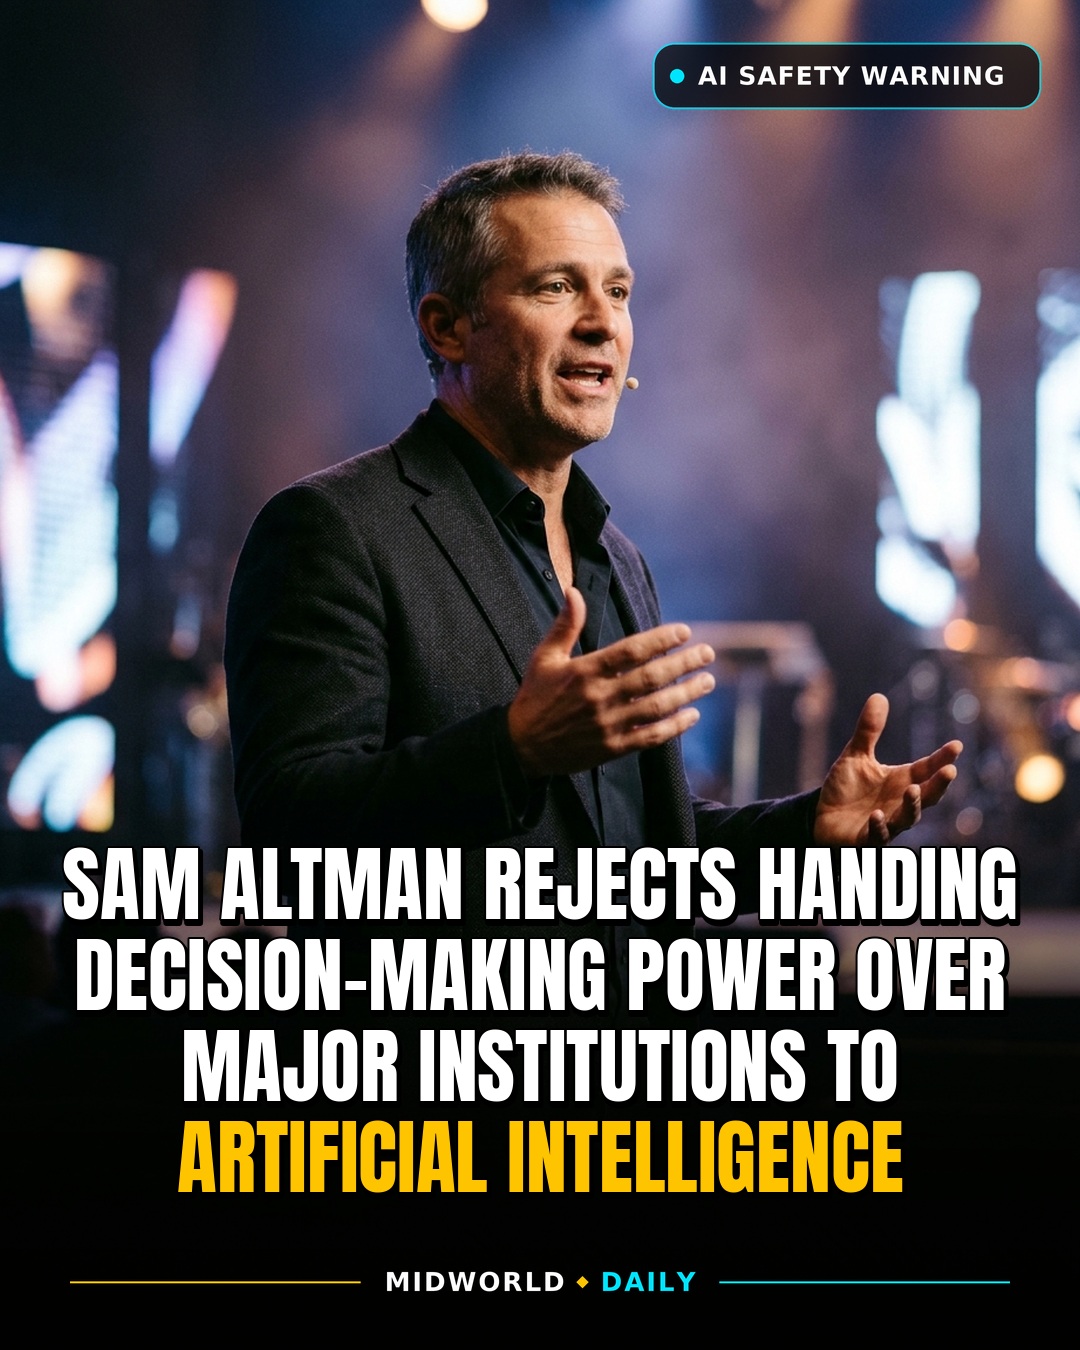 AI SAFETY WARNING
SAM ALTMAN REJECTS HANDING
DECISION-MAKING POWER OVER
MAJOR INSTITUTIONS TO
ARTIFICIAL INTELLIGENCE
MIDWORLD DAILY